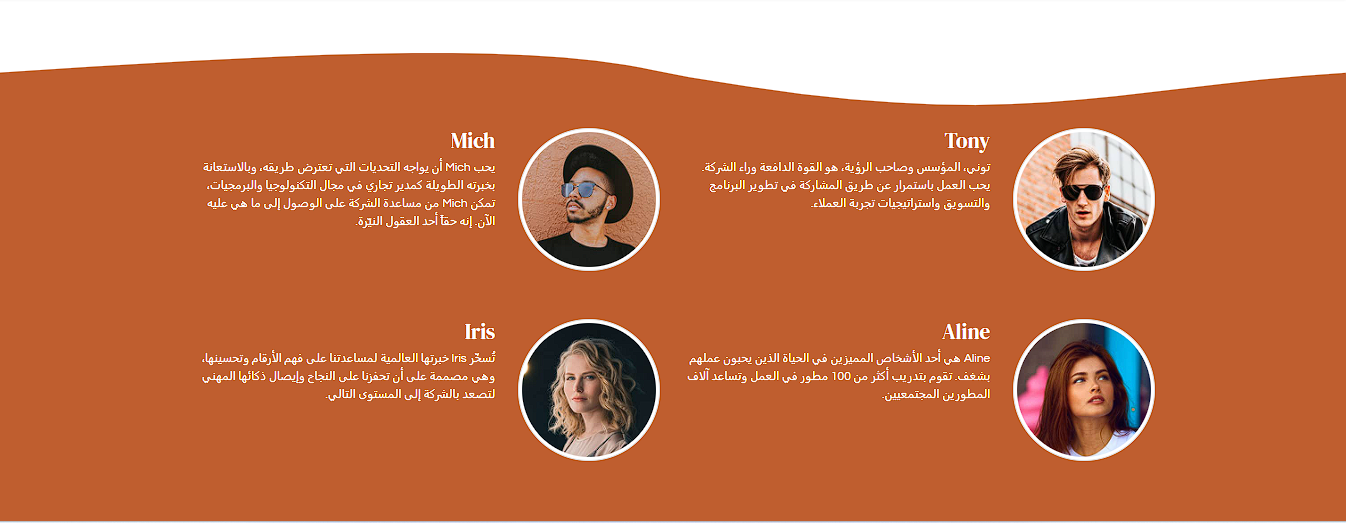 Tony
توني، المؤسس وصاحب الرؤية، هو القوة الدافعة وراء الشركة.
يحب العمل باستمرار عن طريق المشاركة في تطوير البرنامج
والتسويق واستراتيجيات تجربة العملاء.
Mich
يحب Mich أن يواجه التحديات التي تعترض طريقه، وبالاستعانة
بخبرته الطويلة كمدير تجاري في مجال التكنولوجيا والبرمجيات،
تمكن Mich من مساعدة الشركة على الوصول إلى ما هي عليه
الآن. إنه حقاً أحد العقول النيّرة.
Aline
Aline هي أحد الأشخاص المميزين في الحياة الذين يحبون عملهم
بشغف. تقوم بتدريب أكثر من 100 مطور في العمل وتساعد آلاف
المطورين المجتمعيين.
Iris
تُسخّر Iris خبرتها العالمية لمساعدتنا على فهم الأرقام وتحسينها،
وهي مصممة على أن تحفزنا على النجاح وإيصال ذكائها المهني
لتصعد بالشركة إلى المستوى التالي.